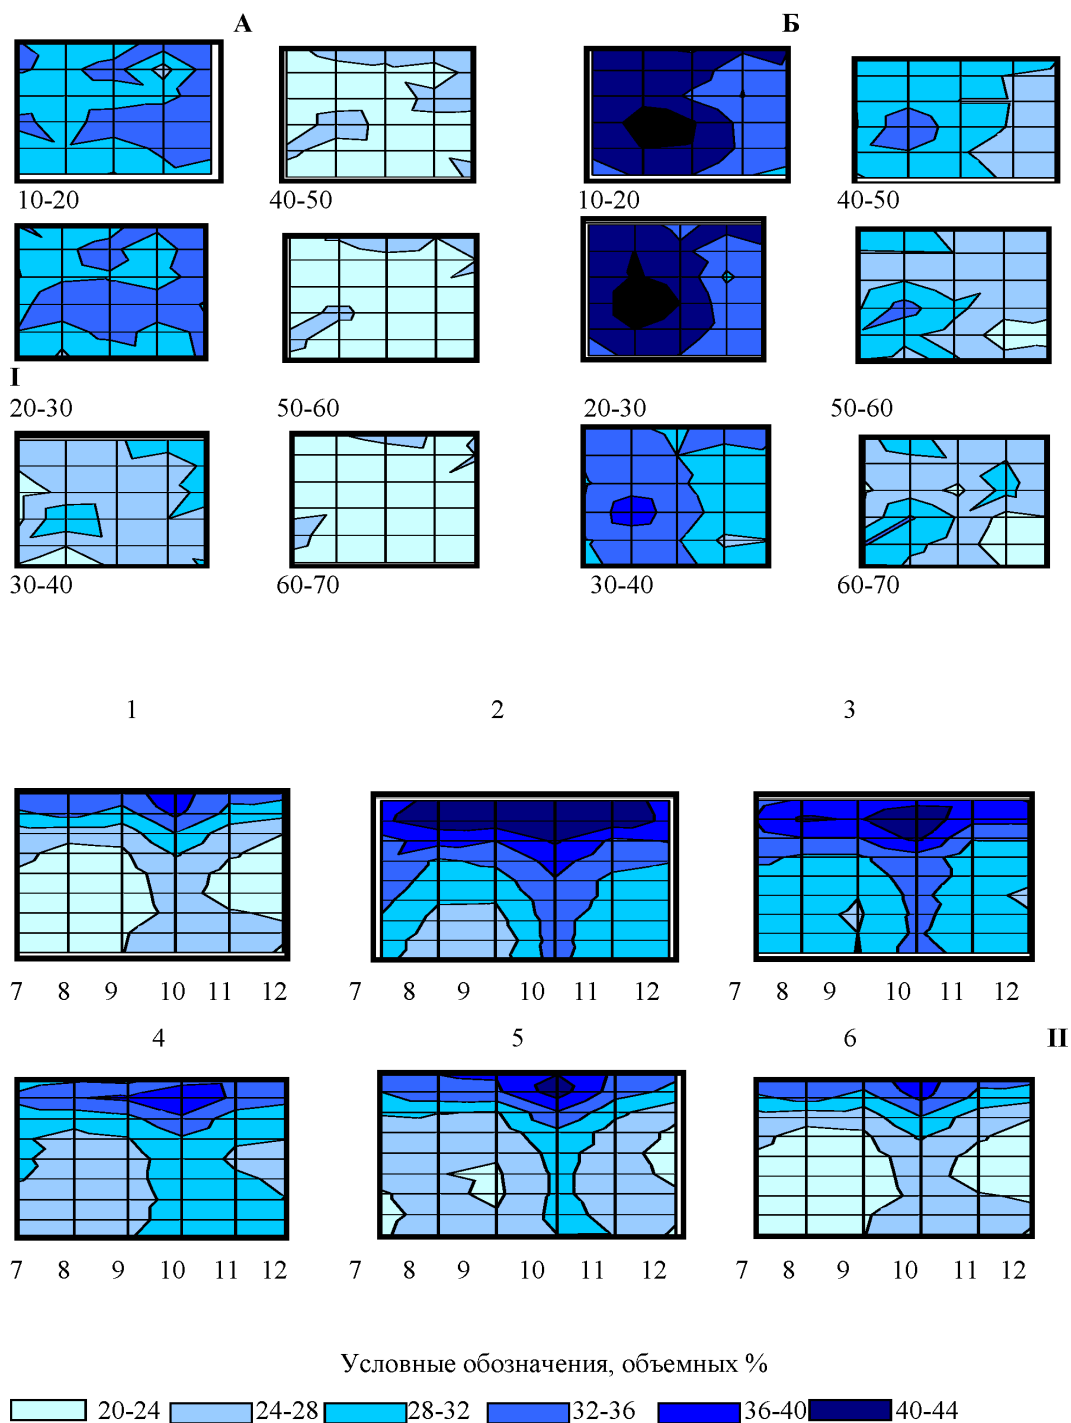 А Б
10-20 40-50 10-20 40-50
I
20-30 50-60 20-30 50-60
30-40 60-70 30-40 60-70
1 2 3
7 8 9 10 11 12 7 8 9 10 11 12 7 8 9 10 11 12
4 5 6 II
7 8 9 10 11 12 7 8 9 10 11 12 7 8 9 10 11 12
Условные обозначения, объемных %
20-24 24-28 28-32 32-36 36-40 40-44